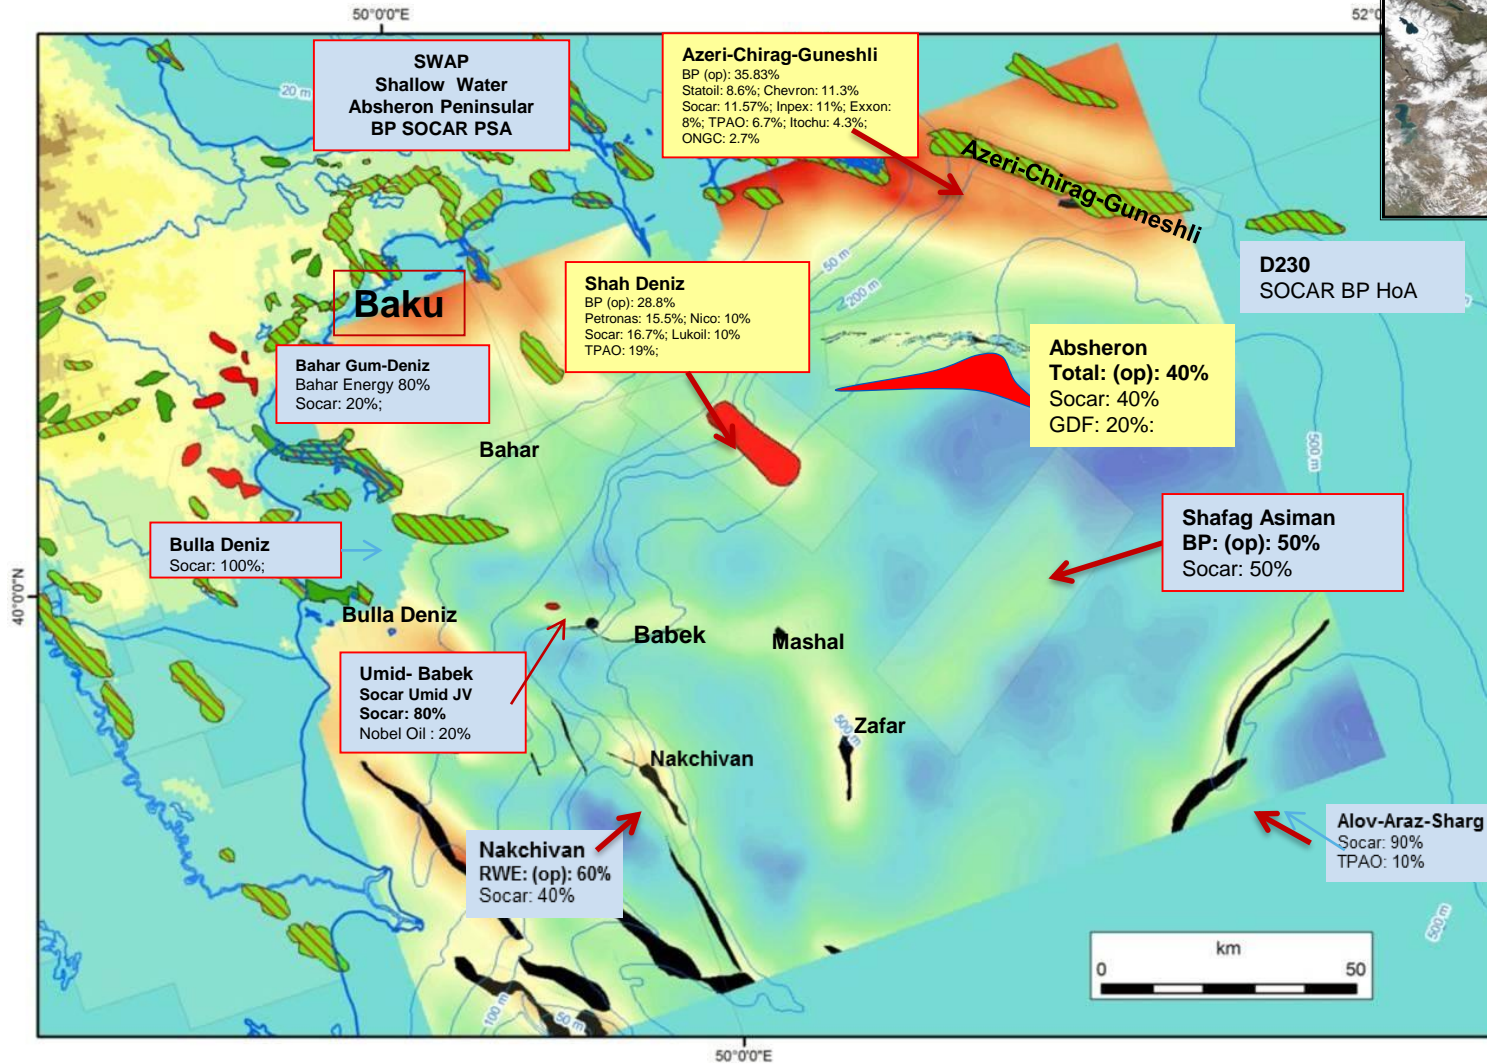 50°0'0"E
52°0
SWAP
Shallow Water
Absheron Peninsular
BP SOCAR PSA
20 m
Azeri-Chirag-Guneshli
BP (op): 35.83%
Statoil: 8.6%; Chevron: 11.3%
Socar: 11.57%; Inpex: 11%; Exxon:
8%; TPAO: 6.7%; Itochu: 4.3%;
ONGC: 2.7%
Azeri-Chirag-Guneshli
50 m
200 m
D230
SOCAR BP HoA
Baku
Shah Deniz
BP (op): 28.8%
Petronas: 15.5%; Nico: 10%
Socar: 16.7%; Lukoil: 10%
TPAO: 19%;
Absheron
Total: (op): 40%
Socar: 40%
GDF: 20%:
Bahar Gum-Deniz
Bahar Energy 80%
Socar: 20%;
Bahar
500 m
Shafag Asiman
BP: (op): 50%
Socar: 50%
Bulla Deniz
Socar: 100%;
40°0'0"N
Bulla Deniz
Babek
Mashal
Umid- Babek
Socar Umid JV
Socar: 80%
Nobel Oil : 20%
Zafar
500 m
Nakchivan
Nakchivan
RWE: (op): 60%
Socar: 40%
Alov-Araz-Sharg
Socar: 90%
TPAO: 10%
500 m
km
0 50
100 m
50 m
50°0'0"E